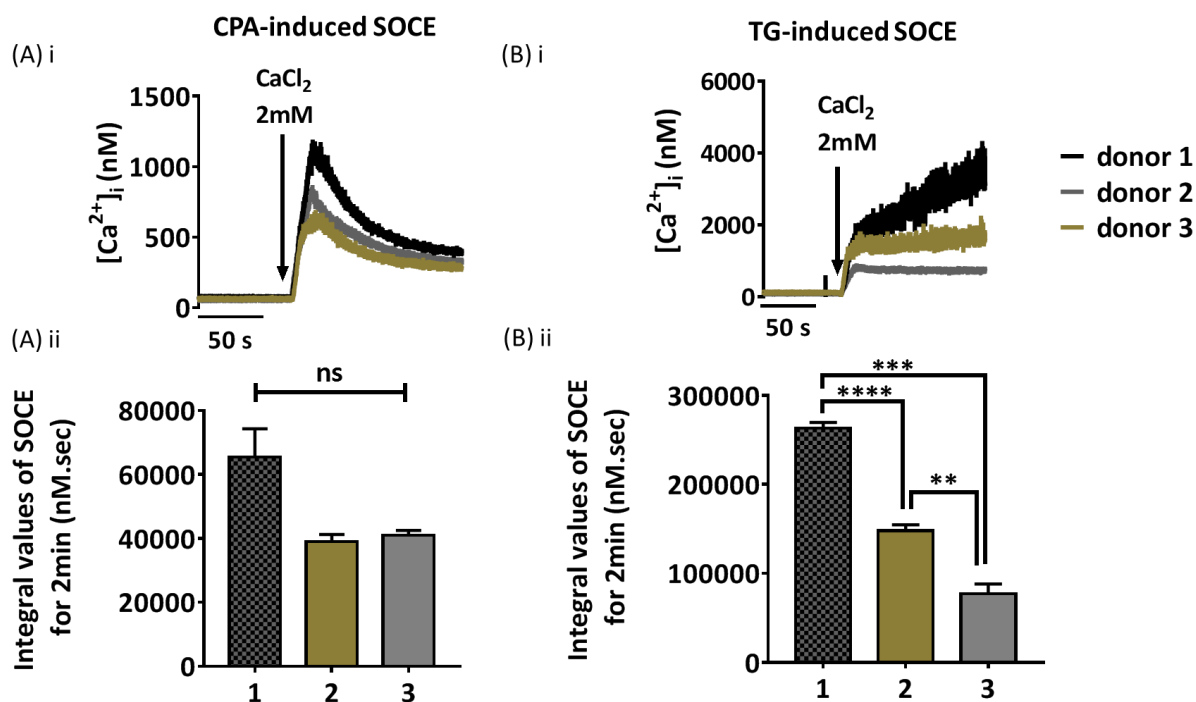 CPA-induced SOCE
(A) i
CaCl₂
2mM
[Ca²⁺]ᵢ (nM)
1500
1000
500
0
50 s
TG-induced SOCE
(B) i
CaCl₂
2mM
[Ca²⁺]ᵢ (nM)
6000
4000
2000
0
50 s
donor 1
donor 2
donor 3
(A) ii
ns
Integral values of SOCE
for 2min (nM.sec)
80000
60000
40000
20000
0
1 2 3
(B) ii
***
****
**
Integral values of SOCE
for 2min (nM.sec)
300000
200000
100000
0
1 2 3